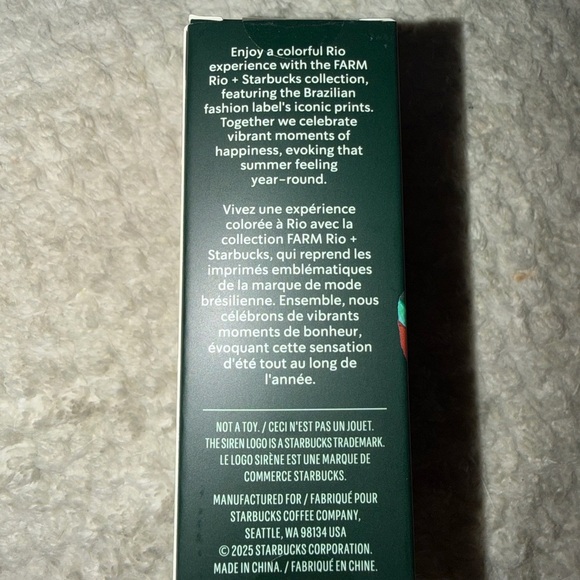 Enjoy a colorful Rio
experience with the FARM
Rio + Starbucks collection,
featuring the Brazilian
fashion label's iconic prints.
Together we celebrate
vibrant moments of
happiness, evoking that
summer feeling
year-round.
Vivez une expérience
colorée à Rio avec la
collection FARM Rio +
Starbucks, qui reprend les
imprimés emblématiques
de la marque de mode
brésilienne. Ensemble, nous
célébrons de vibrants
moments de bonheur,
évoquant cette sensation
d'été tout au long de
l'année.
NOT A TOY. / CECI N'EST PAS UN JOUET.
THE SIREN LOGO IS A STARBUCKS TRADEMARK.
LE LOGO SIRÈNE EST UNE MARQUE DE
COMMERCE STARBUCKS.
MANUFACTURED FOR / FABRIQUÉ POUR
STARBUCKS COFFEE COMPANY,
SEATTLE, WA 98134 USA
© 2025 STARBUCKS CORPORATION.
MADE IN CHINA. / FABRIQUÉ EN CHINE.